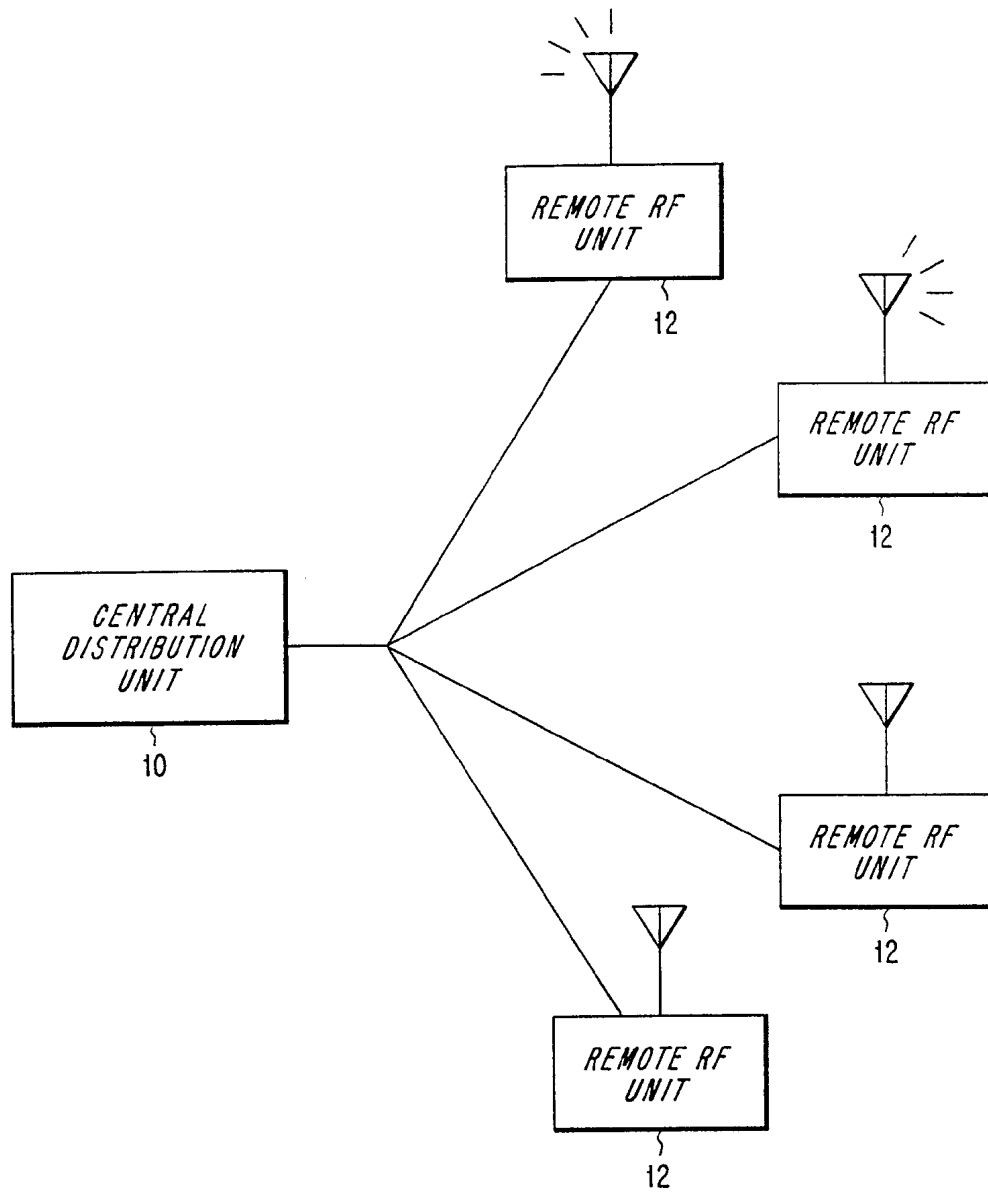 REMOTE RF
UNIT
12
REMOTE RF
UNIT
12
CENTRAL
DISTRIBUTION
UNIT
10
REMOTE RF
UNIT
12
REMOTE RF
UNIT
12